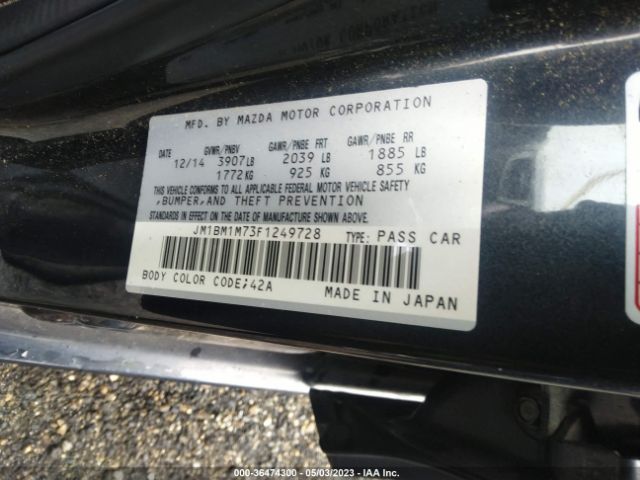 MFD. BY MAZDA MOTOR CORPORATION
DATE GVWR/PNBV GAWR/PNBE FRT GAWR/PNBE RR
12/14 3907 LB 2039 LB 1885 LB
1772 KG 925 KG 855 KG
THIS VEHICLE CONFORMS TO ALL APPLICABLE FEDERAL MOTOR VEHICLE SAFETY
,BUMPER,AND THEFT PREVENTION
STANDARDS IN EFFECT ON THE DATE OF MANUFACTURE SHOWN ABOVE.
JM1BM1M73F1249728 TYPE: PASS CAR
BODY COLOR CODE;42A MADE IN JAPAN
000-36474300 - 05/03/2023 - IAA Inc.